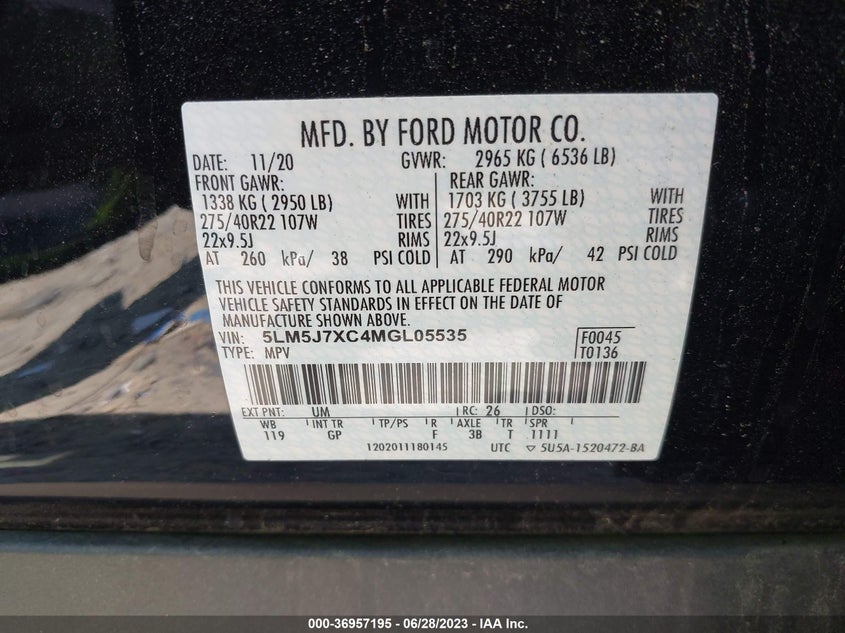 MFD. BY FORD MOTOR CO.
DATE: 11/20 GVWR: 2965 KG ( 6536 LB)
FRONT GAWR: REAR GAWR:
1338 KG ( 2950 LB) WITH 1703 KG ( 3755 LB) WITH
275/40R22 107W TIRES 275/40R22 107W TIRES
22x9.5J RIMS 22x9.5J RIMS
AT 260 kPa/ 38 PSI COLD AT 290 kPa/ 42 PSI COLD
THIS VEHICLE CONFORMS TO ALL APPLICABLE FEDERAL MOTOR
VEHICLE SAFETY STANDARDS IN EFFECT ON THE DATE OF
MANUFACTURE SHOWN ABOVE.
VIN: 5LM5J7XC4MGL05535 F0045
TYPE: MPV T0136
EXT PNT: UM RC: 26 DSO:
WB INT TR TP/PS R AXLE TR SPR
119 GP F 3B T 1111
1202011180145 UTC ▽ 5U5A-1520472-BA
000-36957195 - 06/28/2023 - IAA Inc.